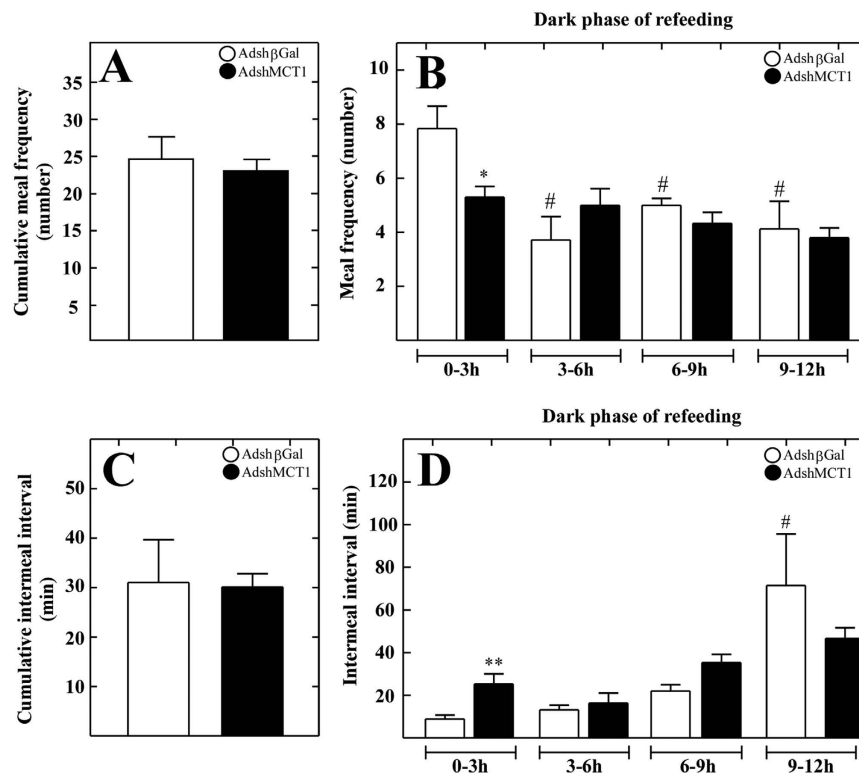 A
AdshβGal
AdshMCT1
Cumulative meal frequency
(number)
35
30
25
20
15
10
5
Dark phase of refeeding
B
AdshβGal
AdshMCT1
Meal frequency (number)
10
8
6
4
2
*
#
#
#
0-3h
3-6h
6-9h
9-12h
C
AdshβGal
AdshMCT1
Cumulative intermeal interval
(min)
50
40
30
20
10
Dark phase of refeeding
D
AdshβGal
AdshMCT1
Intermeal interval (min)
120
100
80
60
40
20
**
#
0-3h
3-6h
6-9h
9-12h